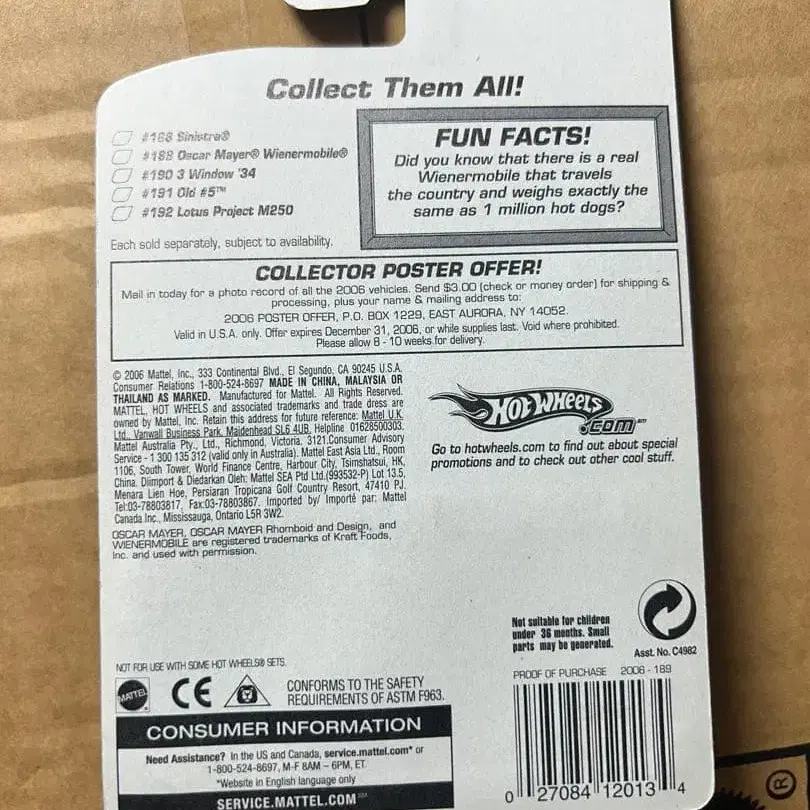 Collect Them All!
#188 Sinistra®
#189 Oscar Mayer® Wienermobile®
#190 3 Window '34
#191 Old #5™
#192 Lotus Project M250
Each sold separately, subject to availability.
FUN FACTS!
Did you know that there is a real
Wienermobile that travels
the country and weighs exactly the
same as 1 million hot dogs?
COLLECTOR POSTER OFFER!
Mail in today for a photo record of all the 2006 vehicles. Send $3.00 (check or money order) for shipping &
processing, plus your name & mailing address to:
2006 POSTER OFFER, P.O. BOX 1229, EAST AURORA, NY 14052.
Valid in U.S.A. only. Offer expires December 31, 2006, or while supplies last. Void where prohibited.
Please allow 8 - 10 weeks for delivery.
© 2006 Mattel, Inc., 333 Continental Blvd., El Segundo, CA 90245 U.S.A.
Consumer Relations 1-800-524-8697 MADE IN CHINA, MALAYSIA OR
THAILAND AS MARKED. Manufactured for Mattel. All Rights Reserved.
MATTEL, HOT WHEELS and associated trademarks and trade dress are
owned by Mattel, Inc. Retain this address for future reference: Mattel U.K.
Ltd., Vanwall Business Park, Maidenhead SL6 4UB. Helpline 01628500303.
Mattel Australia Pty., Ltd., Richmond, Victoria. 3121.Consumer Advisory
Service - 1 300 135 312 (valid only in Australia). Mattel East Asia Ltd., Room
1106, South Tower, World Finance Centre, Harbour City, Tsimshatsui, HK,
China. Diimport & Diedarkan Oleh: Mattel SEA Ptd Ltd.(993532-P) Lot 13.5,
Menara Lien Hoe, Persiaran Tropicana Golf Country Resort, 47410 PJ.
Tel:03-78803817, Fax:03-78803867. Imported by/ Importé par: Mattel
Canada Inc., Mississauga, Ontario L5R 3W2.
OSCAR MAYER, OSCAR MAYER Rhomboid and Design, and
WIENERMOBILE are registered trademarks of Kraft Foods,
Inc. and used with permission.
HOT WHEELS
.COM™
Go to hotwheels.com to find out about special
promotions and to check out other cool stuff.
Not suitable for children
under 36 months. Small
parts may be generated.
Asst. No. C4982
NOT FOR USE WITH SOME HOT WHEELS® SETS.
MATTEL
CE
CONFORMS TO THE SAFETY
REQUIREMENTS OF ASTM F963.
PROOF OF PURCHASE 2006 - 189
0 27084 12013 4
CONSUMER INFORMATION
Need Assistance? In the US and Canada, service.mattel.com* or
1-800-524-8697, M-F 8AM – 6PM, ET.
*Website in English language only
SERVICE.MATTEL.COM℠
®